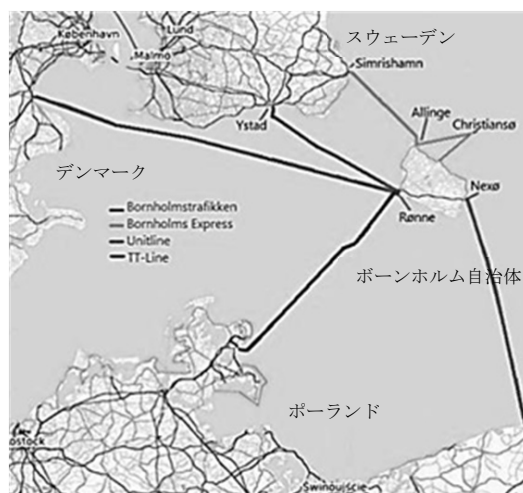 スウェーデン
København
Lund
Malmö
Simrishamn
Ystad
Allinge
Christiansø
デンマーク
Nexø
Rønne
Bornholmstrafikken
Bornholms Express
Unitline
TT-Line
ボーンホルム自治体
ポーランド
ostock
Świnoujście